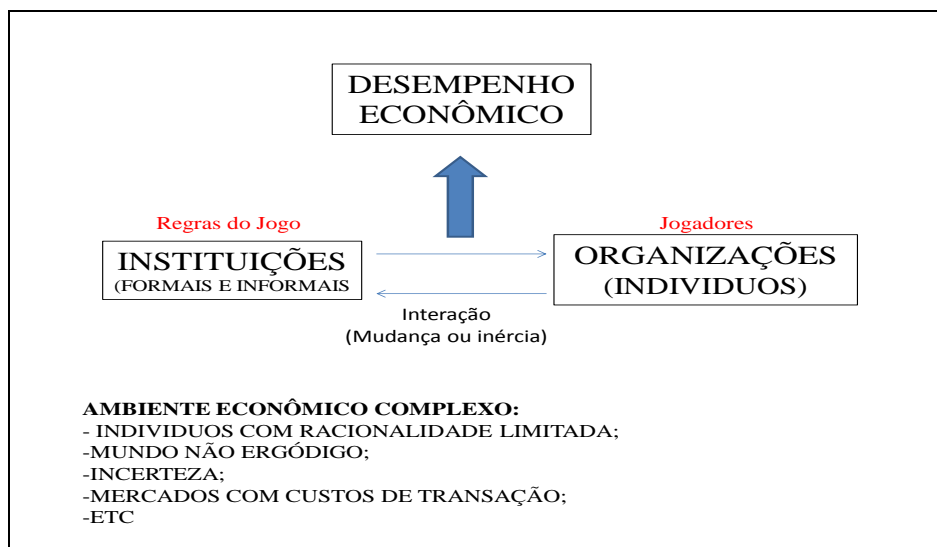 DESEMPENHO
ECONÔMICO
Regras do Jogo
Jogadores
INSTITUIÇÕES
(FORMAIS E INFORMAIS
ORGANIZAÇÕES
(INDIVIDUOS)
Interação
(Mudança ou inércia)
AMBIENTE ECONÔMICO COMPLEXO:
- INDIVIDUOS COM RACIONALIDADE LIMITADA;
-MUNDO NÃO ERGÓDIGO;
-INCERTEZA;
-MERCADOS COM CUSTOS DE TRANSAÇÃO;
-ETC